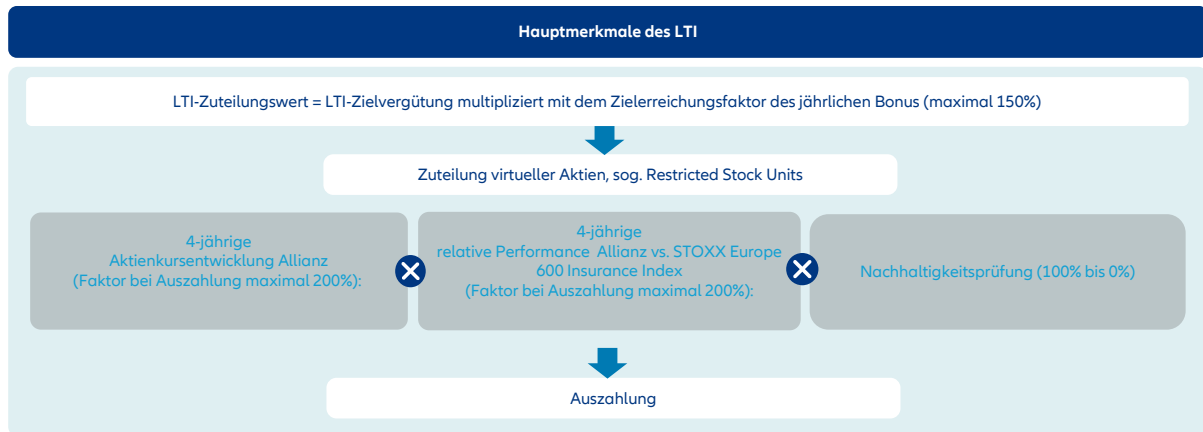 Hauptmerkmale des LTI
LTI-Zuteilungswert = LTI-Zielvergütung multipliziert mit dem Zielerreichungsfaktor des jährlichen Bonus (maximal 150%)
Zuteilung virtueller Aktien, sog. Restricted Stock Units
4-jährige
Aktienkursentwicklung Allianz
(Faktor bei Auszahlung maximal 200%):
4-jährige
relative Performance Allianz vs. STOXX Europe
600 Insurance Index
(Faktor bei Auszahlung maximal 200%):
Nachhaltigkeitsprüfung (100% bis 0%)
Auszahlung